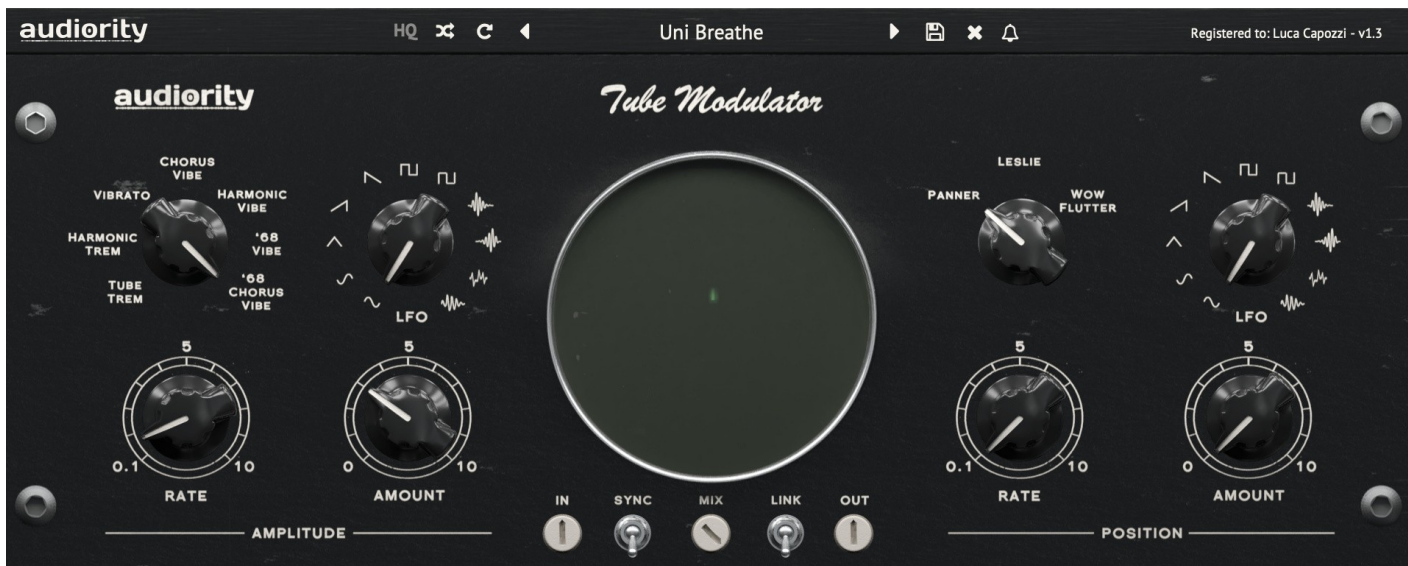 audiority
HQ
Uni Breathe
Registered to: Luca Capozzi - v1.3
audiority
Tube Modulator
CHORUS
VIBE
VIBRATO
HARMONIC
VIBE
HARMONIC
TREM
'68
VIBE
TUBE
TREM
'68
CHORUS
VIBE
LFO
5
0.1
10
RATE
5
0
10
AMOUNT
AMPLITUDE
IN
SYNC
MIX
LINK
OUT
LESLIE
PANNER
WOW
FLUTTER
LFO
5
0.1
10
RATE
5
0
10
AMOUNT
POSITION